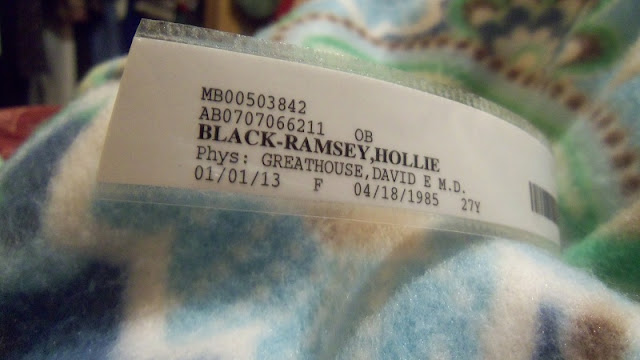 MB00503842
AB0707066211 OB
BLACK-RAMSEY,HOLLIE
Phys: GREATHOUSE,DAVID E M.D.
01/01/13 F 04/18/1985 27Y